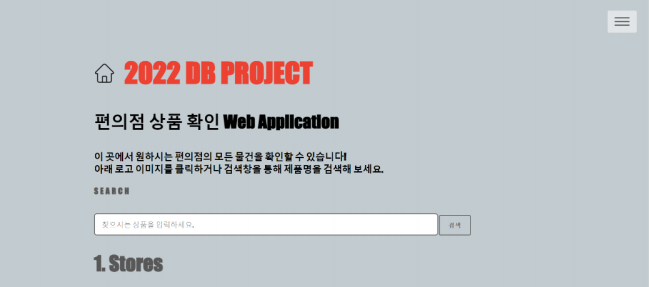 2022 DB PROJECT
편의점 상품 확인 Web Application
이 곳에서 원하시는 편의점의 모든 물건을 확인할 수 있습니다!
아래 로고 이미지를 클릭하거나 검색창을 통해 제품명을 검색해 보세요.
SEARCH
찾으시는 상품을 입력하세요.
검색
1. Stores